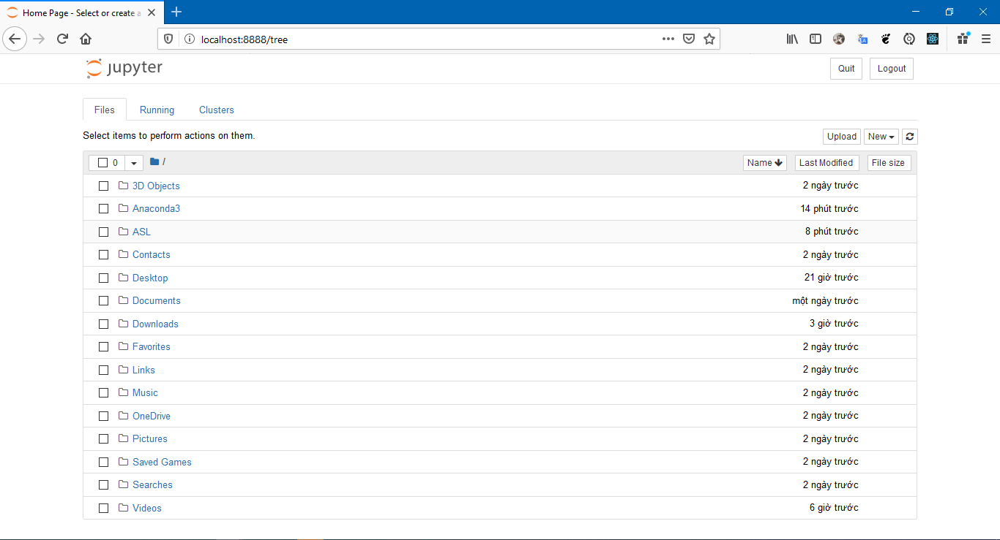 Home Page - Select or create a
localhost:8888/tree
jupyter
Quit
Logout
Files
Running
Clusters
Select items to perform actions on them.
Upload
New
0
/
Name
Last Modified
File size
3D Objects 2 ngày trước
Anaconda3 14 phút trước
ASL 8 phút trước
Contacts 2 ngày trước
Desktop 21 giờ trước
Documents một ngày trước
Downloads 3 giờ trước
Favorites 2 ngày trước
Links 2 ngày trước
Music 2 ngày trước
OneDrive 2 ngày trước
Pictures 2 ngày trước
Saved Games 2 ngày trước
Searches 2 ngày trước
Videos 6 giờ trước